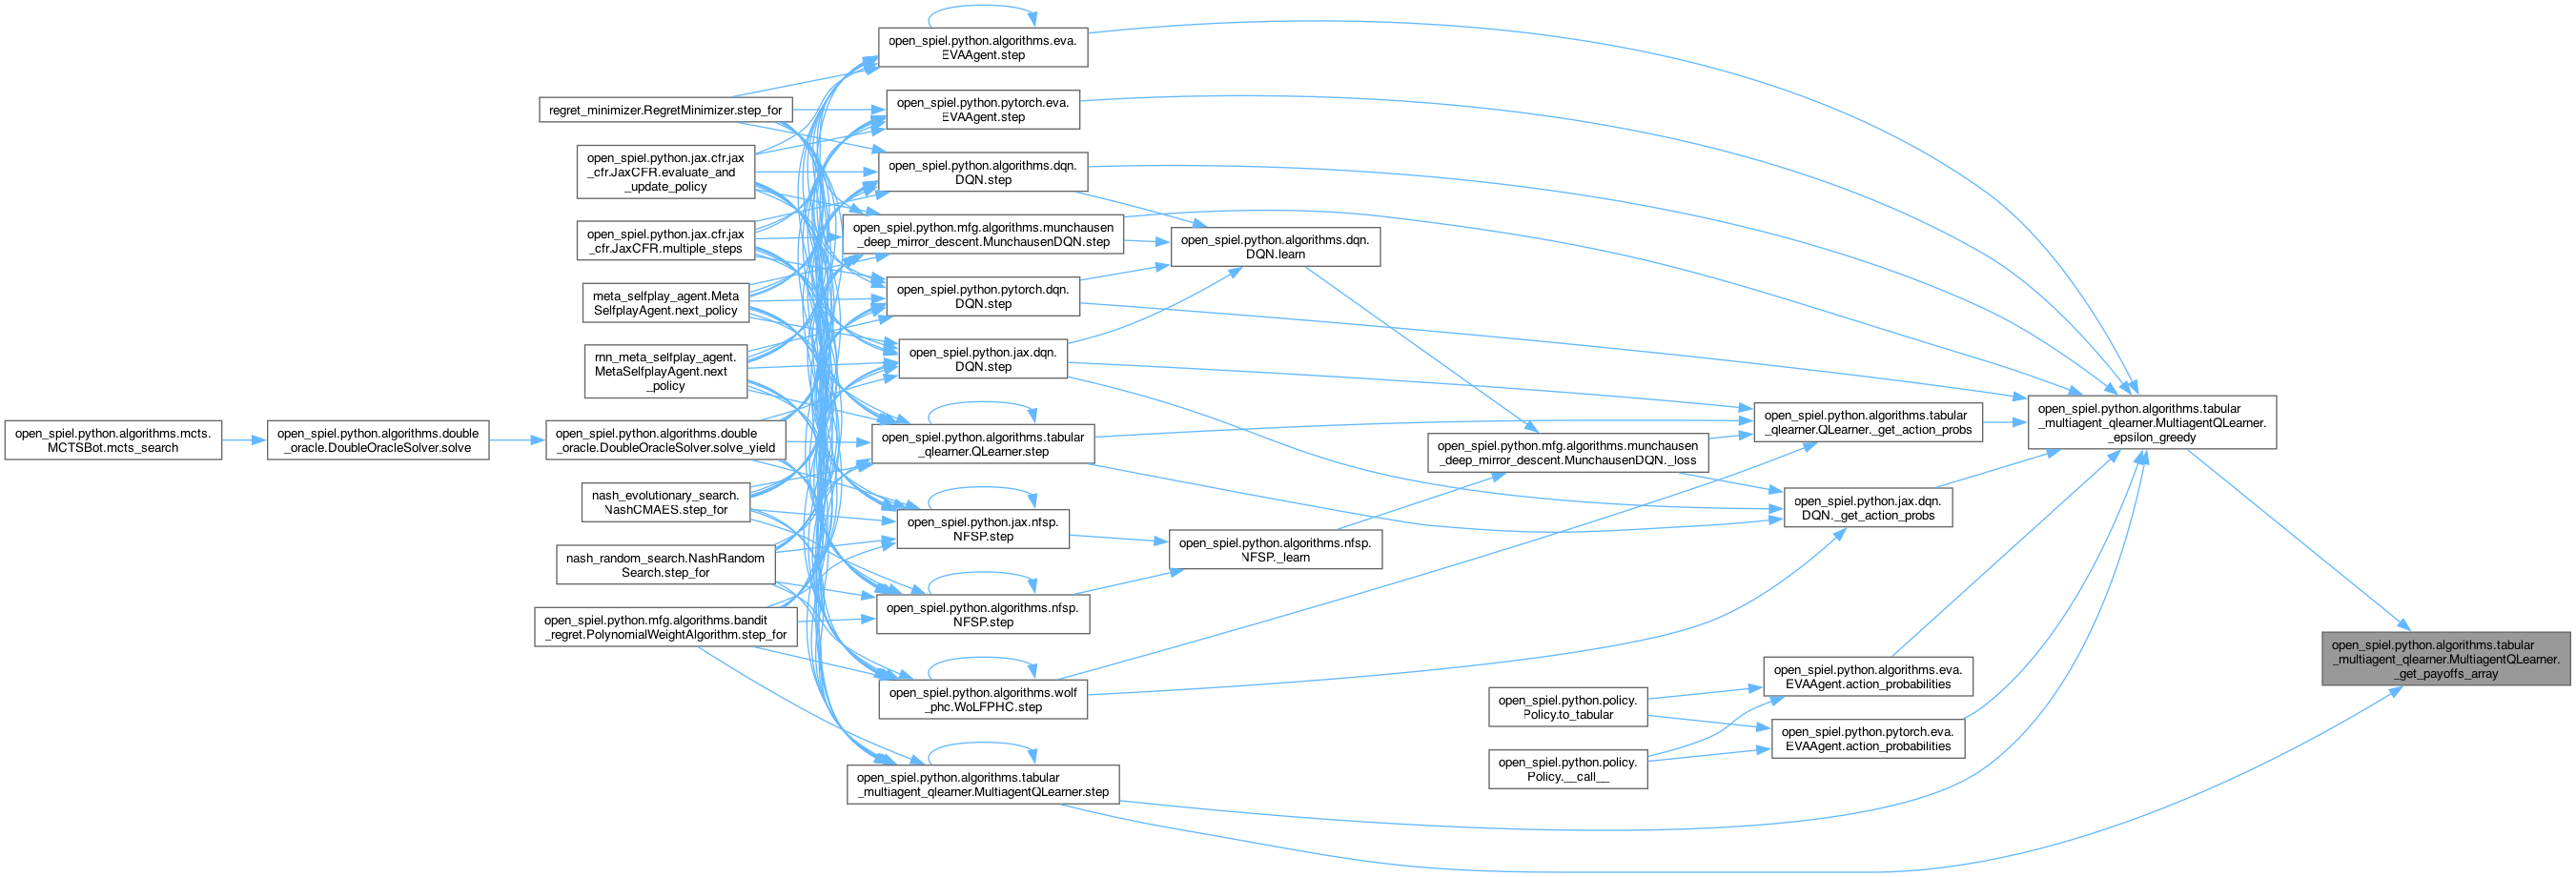 open_spiel.python.algorithms.eva.
EVAAgent.step
regret_minimizer.RegretMinimizer.step_for
open_spiel.python.pytorch.eva.
EVAAgent.step
open_spiel.python.jax.cfr.jax
_cfr.JaxCFR.evaluate_and
_update_policy
open_spiel.python.algorithms.dqn.
DQN.step
open_spiel.python.jax.cfr.jax
_cfr.JaxCFR.multiple_steps
open_spiel.python.mfg.algorithms.munchausen
_deep_mirror_descent.MunchausenDQN.step
open_spiel.python.algorithms.dqn.
DQN.learn
meta_selfplay_agent.Meta
SelfplayAgent.next_policy
open_spiel.python.pytorch.dqn.
DQN.step
rnn_meta_selfplay_agent.
MetaSelfplayAgent.next
_policy
open_spiel.python.jax.dqn.
DQN.step
open_spiel.python.algorithms.mcts.
MCTSBot.mcts_search
open_spiel.python.algorithms.double
_oracle.DoubleOracleSolver.solve
open_spiel.python.algorithms.double
_oracle.DoubleOracleSolver.solve_yield
open_spiel.python.algorithms.tabular
_qlearner.QLearner.step
open_spiel.python.mfg.algorithms.munchausen
_deep_mirror_descent.MunchausenDQN._loss
open_spiel.python.algorithms.tabular
_qlearner.QLearner._get_action_probs
open_spiel.python.algorithms.tabular
_multiagent_qlearner.MultiagentQLearner.
_epsilon_greedy
nash_evolutionary_search.
NashCMAES.step_for
open_spiel.python.jax.nfsp.
NFSP.step
open_spiel.python.jax.dqn.
DQN._get_action_probs
nash_random_search.NashRandom
Search.step_for
open_spiel.python.algorithms.nfsp.
NFSP._learn
open_spiel.python.mfg.algorithms.bandit
_regret.PolynomialWeightAlgorithm.step_for
open_spiel.python.algorithms.nfsp.
NFSP.step
open_spiel.python.algorithms.wolf
_phc.WoLFPHC.step
open_spiel.python.policy.
Policy.to_tabular
open_spiel.python.algorithms.eva.
EVAAgent.action_probabilities
open_spiel.python.algorithms.tabular
_multiagent_qlearner.MultiagentQLearner.
_get_payoffs_array
open_spiel.python.policy.
Policy.__call__
open_spiel.python.pytorch.eva.
EVAAgent.action_probabilities
open_spiel.python.algorithms.tabular
_multiagent_qlearner.MultiagentQLearner.step